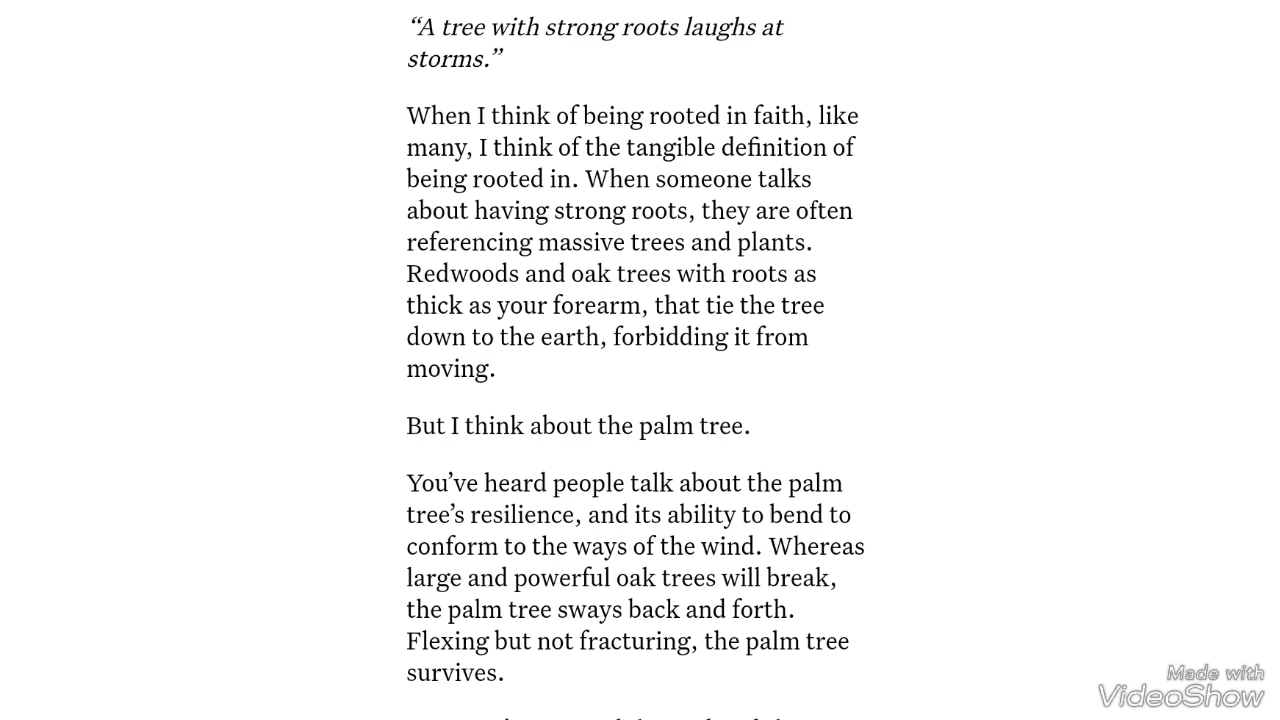 “A tree with strong roots laughs at
storms.”
When I think of being rooted in faith, like
many, I think of the tangible definition of
being rooted in. When someone talks
about having strong roots, they are often
referencing massive trees and plants.
Redwoods and oak trees with roots as
thick as your forearm, that tie the tree
down to the earth, forbidding it from
moving.
But I think about the palm tree.
You’ve heard people talk about the palm
tree’s resilience, and its ability to bend to
conform to the ways of the wind. Whereas
large and powerful oak trees will break,
the palm tree sways back and forth.
Flexing but not fracturing, the palm tree
survives.
Made with
VideoShow